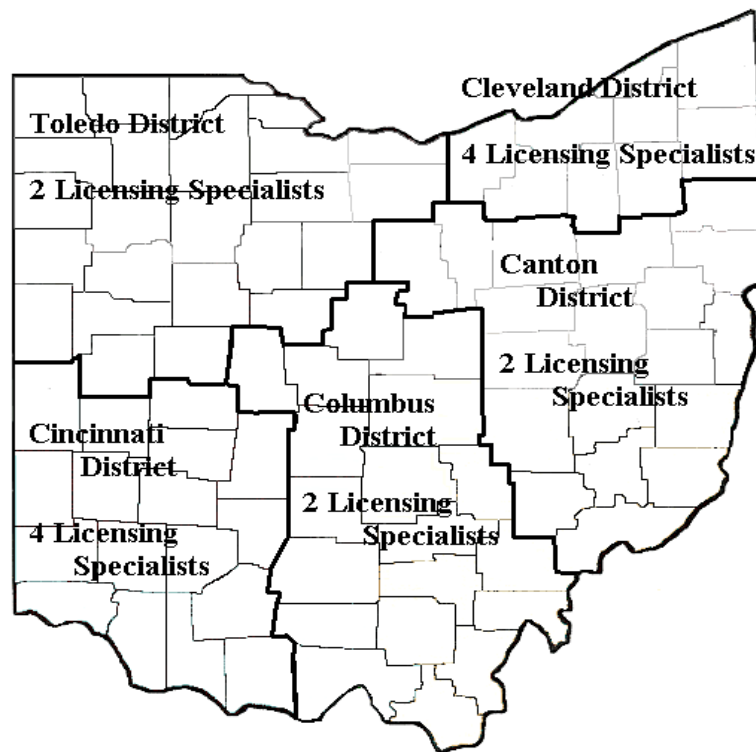 Cleveland District
4 Licensing Specialists
Toledo District
2 Licensing Specialists
Canton
District
2 Licensing
Specialists
Columbus
District
2 Licensing
Specialists
Cincinnati
District
4 Licensing
Specialists